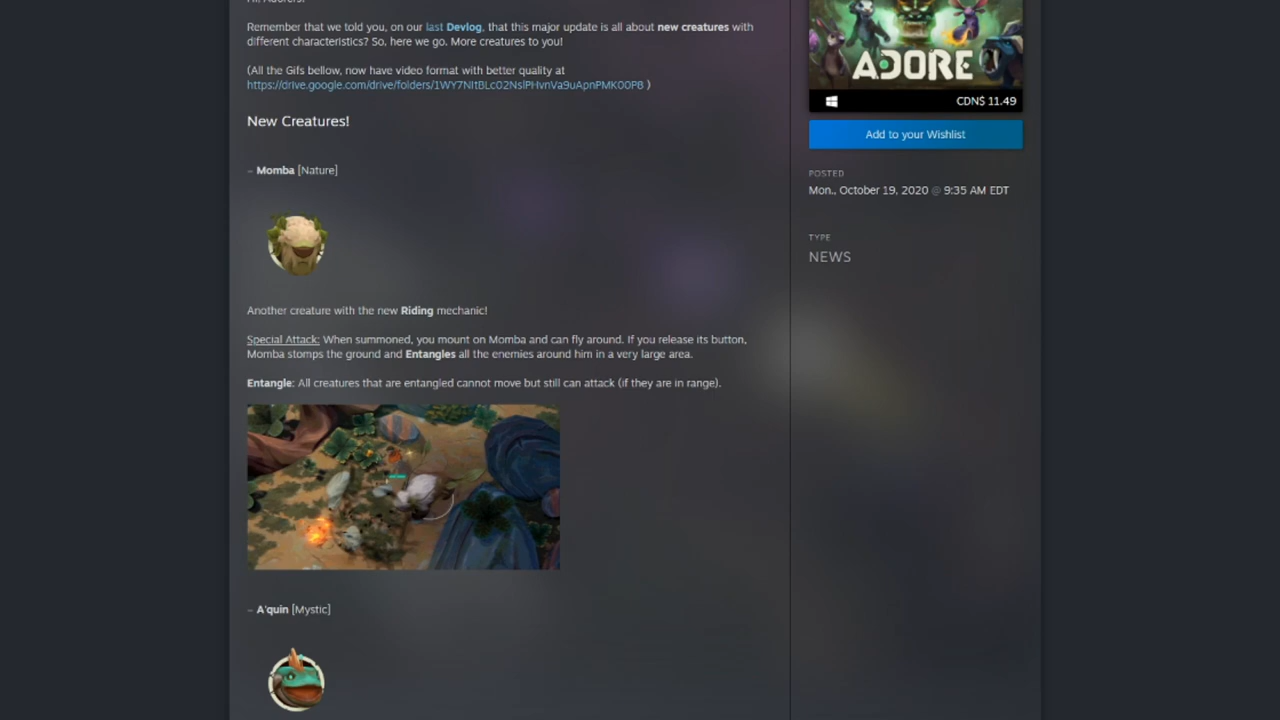 Remember that we told you, on our last Devlog, that this major update is all about new creatures with
different characteristics? So, here we go. More creatures to you!
(All the Gifs bellow, now have video format with better quality at
https://drive.google.com/drive/folders/1WY7NItBLc02NslPHvnVa9uApnPMK00P8 )
New Creatures!
– Momba [Nature]
Another creature with the new Riding mechanic!
Special Attack: When summoned, you mount on Momba and can fly around. If you release its button,
Momba stomps the ground and Entangles all the enemies around him in a very large area.
Entangle: All creatures that are entangled cannot move but still can attack (if they are in range).
– A'quin [Mystic]
ADORE
CDN$ 11.49
Add to your Wishlist
POSTED
Mon., October 19, 2020 @ 9:35 AM EDT
TYPE
NEWS